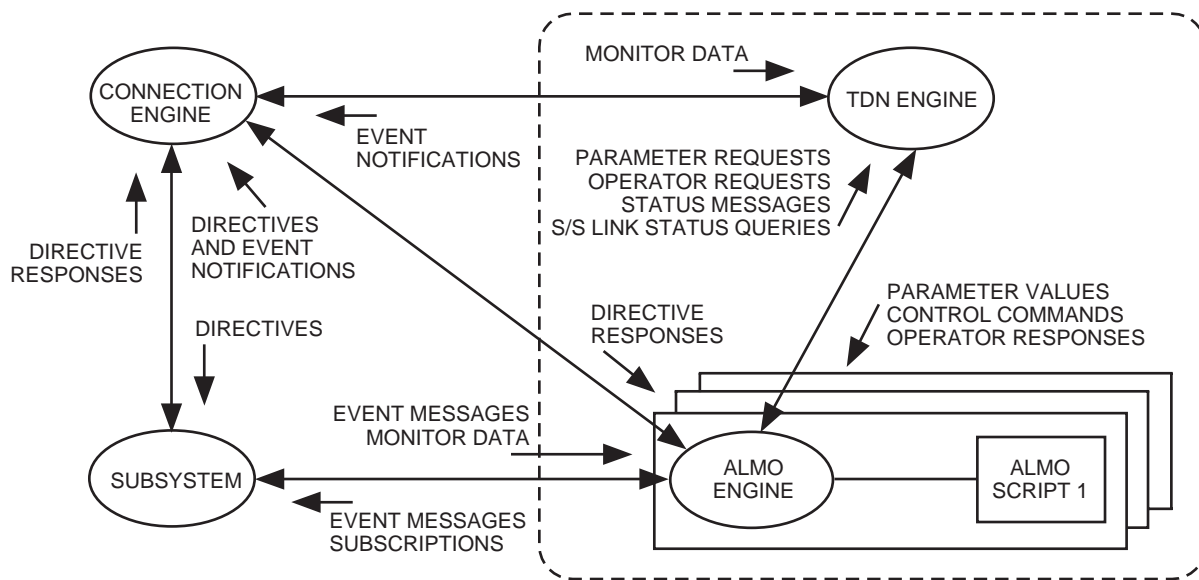 MONITOR DATA
CONNECTION
ENGINE
TDN ENGINE
EVENT
NOTIFICATIONS
PARAMETER REQUESTS
OPERATOR REQUESTS
STATUS MESSAGES
S/S LINK STATUS QUERIES
DIRECTIVE
RESPONSES
DIRECTIVES
AND EVENT
NOTIFICATIONS
DIRECTIVES
DIRECTIVE
RESPONSES
PARAMETER VALUES
CONTROL COMMANDS
OPERATOR RESPONSES
EVENT MESSAGES
MONITOR DATA
SUBSYSTEM
ALMO
ENGINE
ALMO
SCRIPT 1
EVENT MESSAGES
SUBSCRIPTIONS